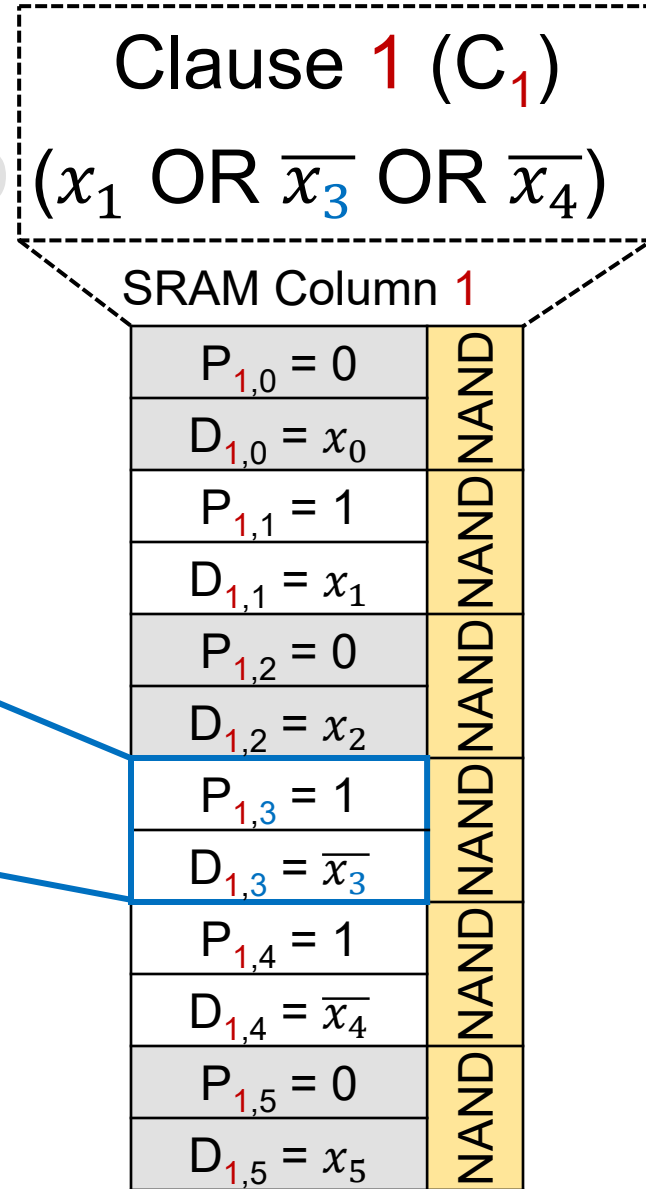 Clause 1 (C₁)
(x₁ OR x̅₃ OR x̅₄)
SRAM Column 1
P₁,₀ = 0
D₁,₀ = x₀
NAND
P₁,₁ = 1
D₁,₁ = x₁
NAND
P₁,₂ = 0
D₁,₂ = x₂
NAND
P₁,₃ = 1
D₁,₃ = x̅₃
NAND
P₁,₄ = 1
D₁,₄ = x̅₄
NAND
P₁,₅ = 0
D₁,₅ = x₅
NAND